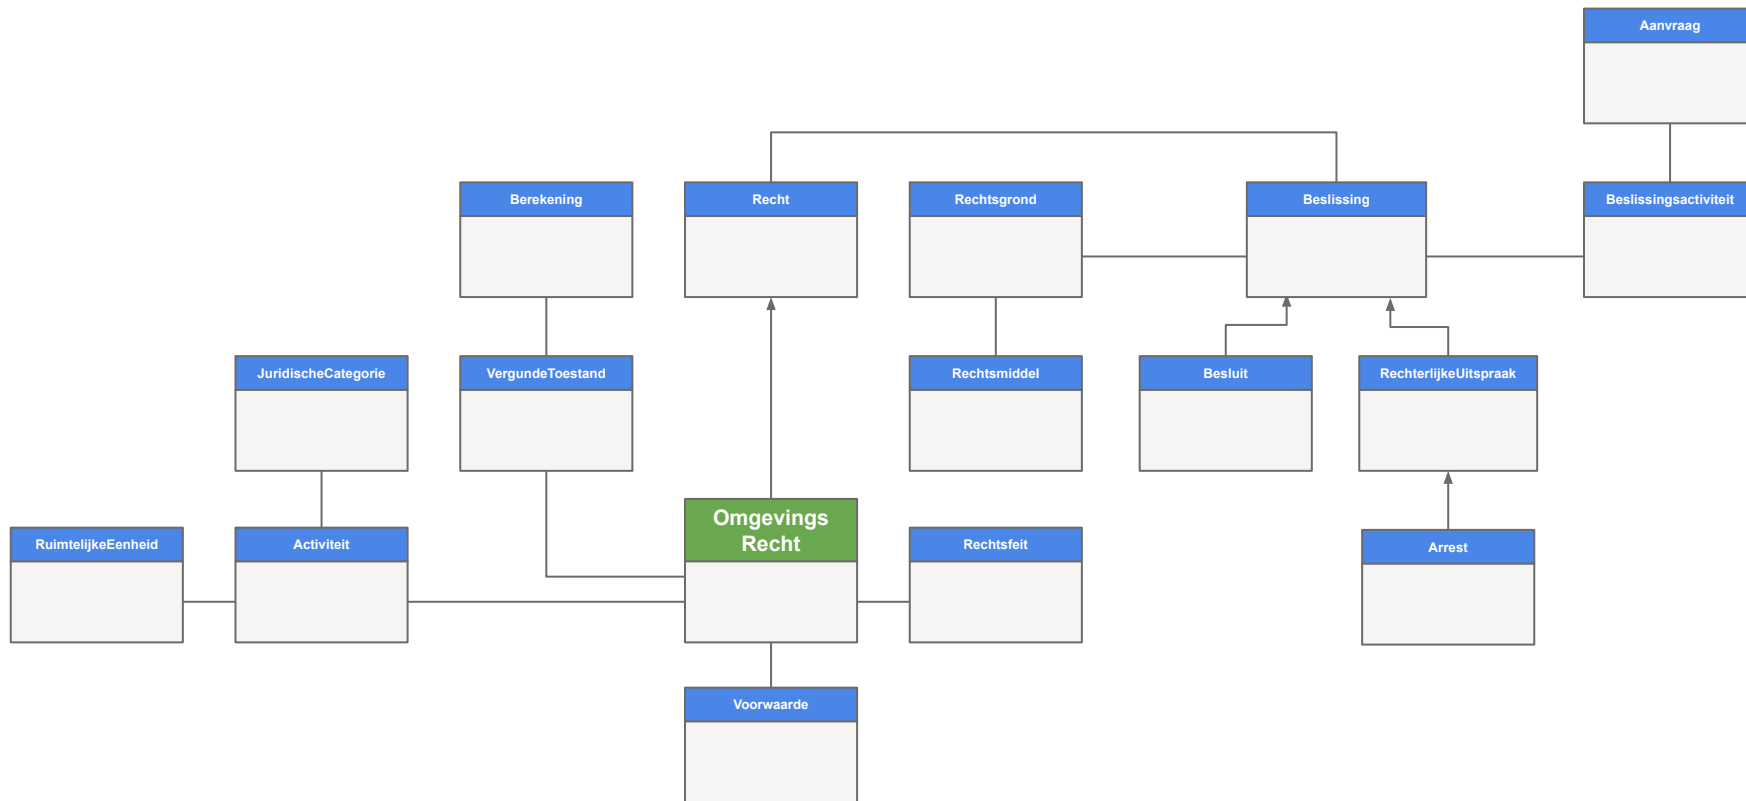 Aanvraag
Berekening
Recht
Rechtsgrond
Beslissing
Beslissingsactiviteit
JuridischeCategorie
VergundeToestand
Rechtsmiddel
Besluit
RechterlijkeUitspraak
Omgevings
Recht
RuimtelijkeEenheid
Activiteit
Rechtsfeit
Arrest
Voorwaarde